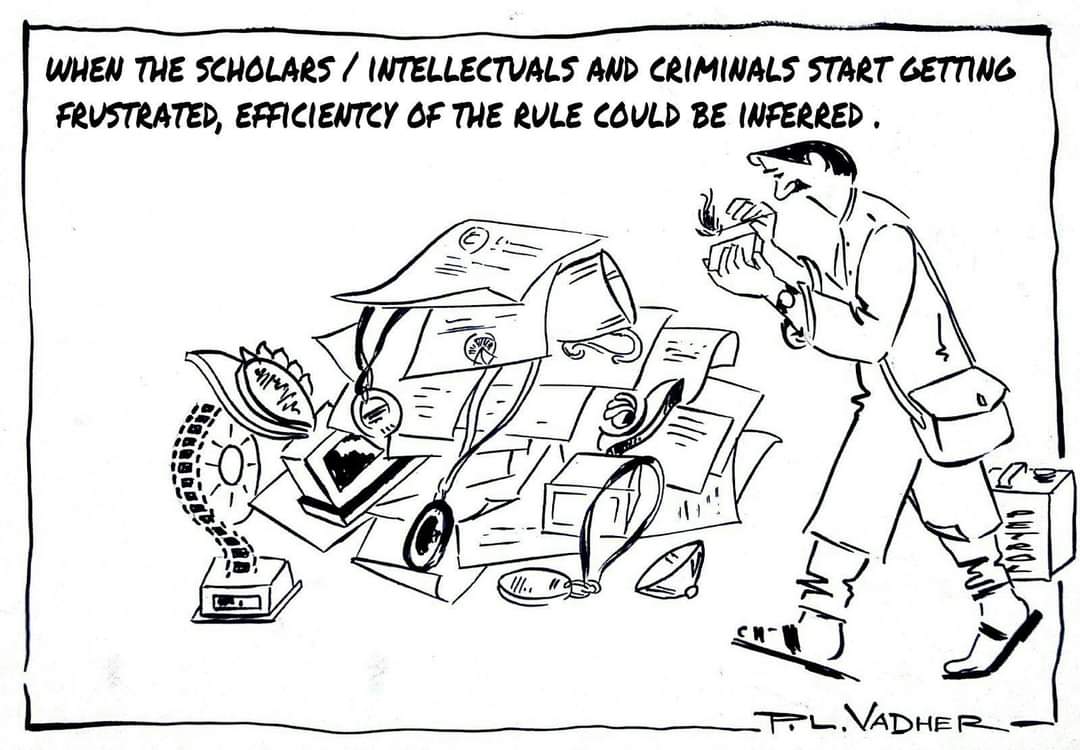 WHEN THE SCHOLARS / INTELLECTUALS AND CRIMINALS START GETTING
FRUSTRATED, EFFICIENTCY OF THE RULE COULD BE INFERRED .
P.L.VADHER